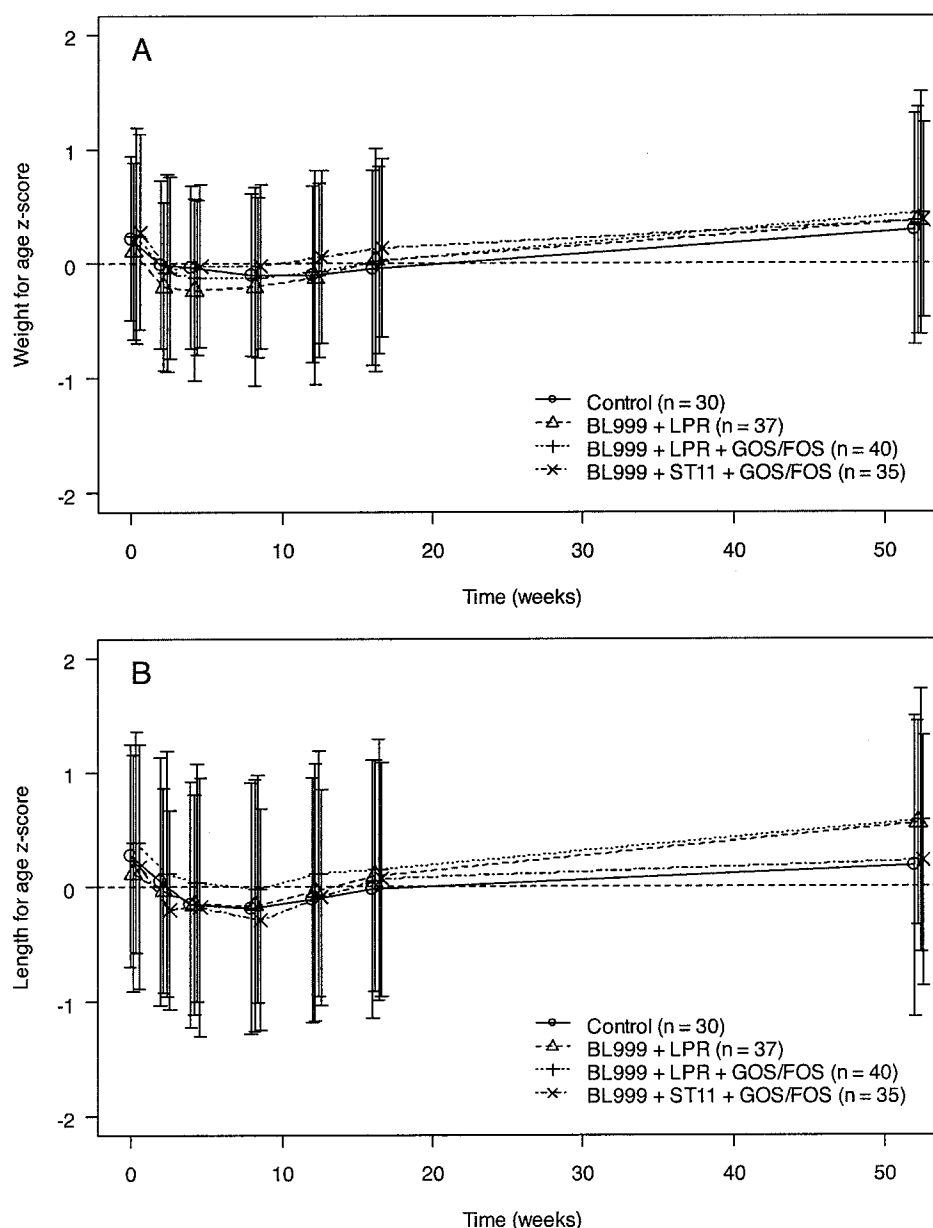 A
2
1
0
-1
-2
Weight for age z-score
Control (n = 30)
BL999 + LPR (n = 37)
BL999 + LPR + GOS/FOS (n = 40)
BL999 + ST11 + GOS/FOS (n = 35)
0 10 20 30 40 50
Time (weeks)
B
2
1
0
-1
-2
Length for age z-score
Control (n = 30)
BL999 + LPR (n = 37)
BL999 + LPR + GOS/FOS (n = 40)
BL999 + ST11 + GOS/FOS (n = 35)
0 10 20 30 40 50
Time (weeks)